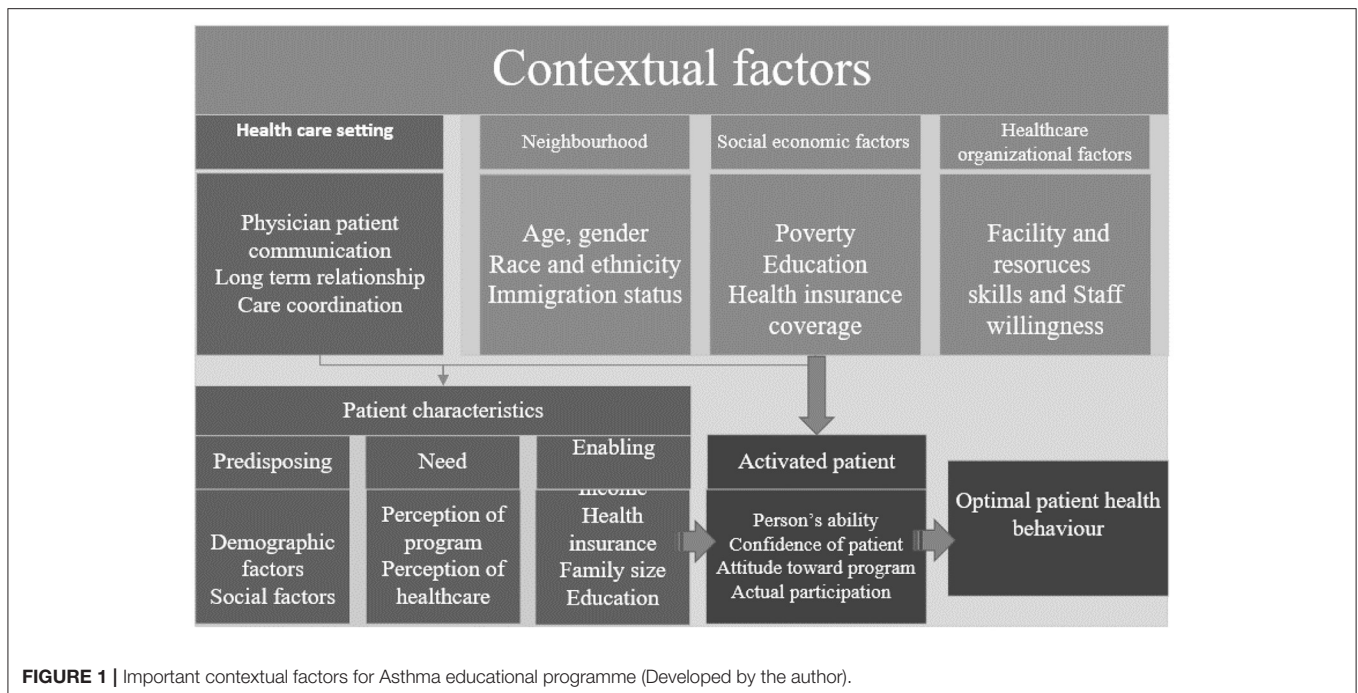 Contextual factors
Health care setting
Physician patient
communication
Long term relationship
Care coordination
Neighbourhood
Age, gender
Race and ethnicity
Immigration status
Social economic factors
Poverty
Education
Health insurance
coverage
Healthcare
organizational factors
Facility and
resoruces
skills and Staff
willingness
Patient characteristics
Predisposing
Demographic
factors
Social factors
Need
Perception of
program
Perception of
healthcare
Enabling
Income
Health
insurance
Family size
Education
Activated patient
Person's ability
Confidence of patient
Attitude toward program
Actual participation
Optimal patient health
behaviour
FIGURE 1 | Important contextual factors for Asthma educational programme (Developed by the author).